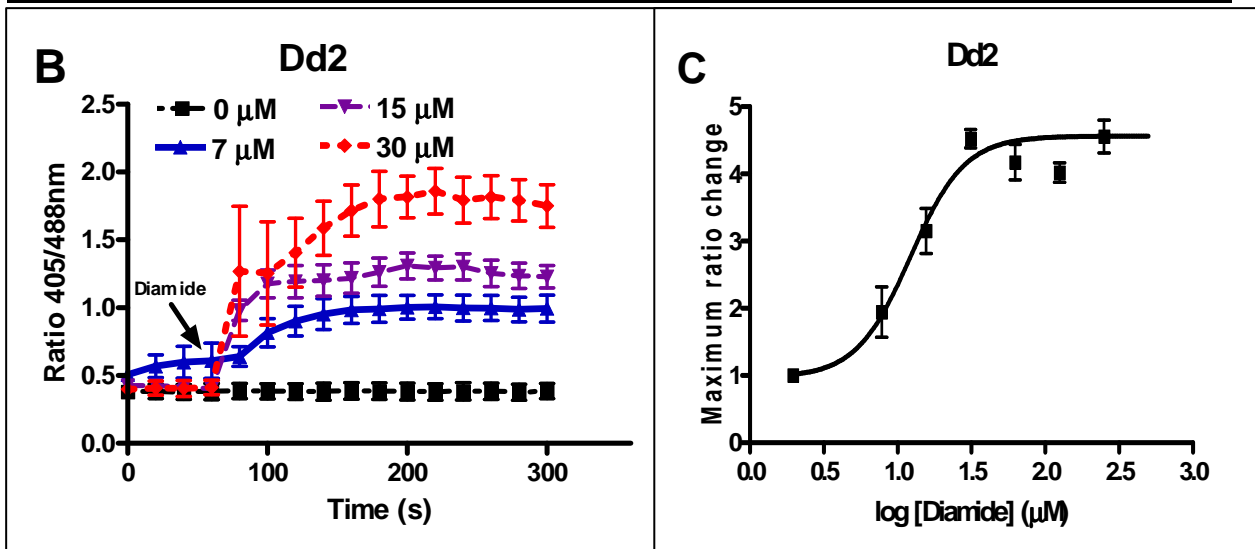 B
Dd2
0 μM
15 μM
7 μM
30 μM
Ratio 405/488nm
2.5
2.0
1.5
1.0
0.5
0.0
Diamide
0
100
200
300
Time (s)
C
Dd2
Maximum ratio change
5
4
3
2
1
0
0.0
0.5
1.0
1.5
2.0
2.5
3.0
log [Diamide] (μM)